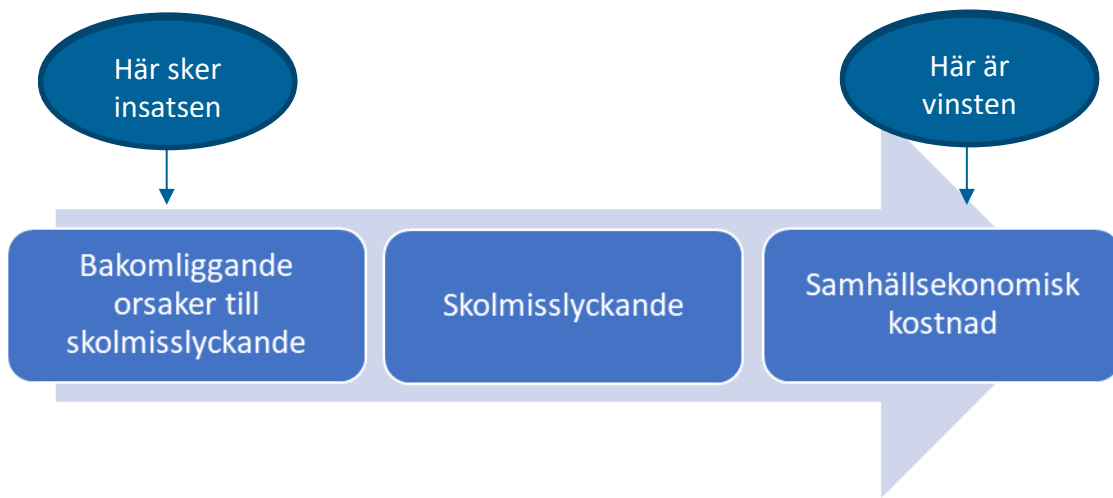 Här sker
insatsen
Här är
vinsten
Bakomliggande
orsaker till
skolmisslyckande
Skolmisslyckande
Samhällsekonomisk
kostnad